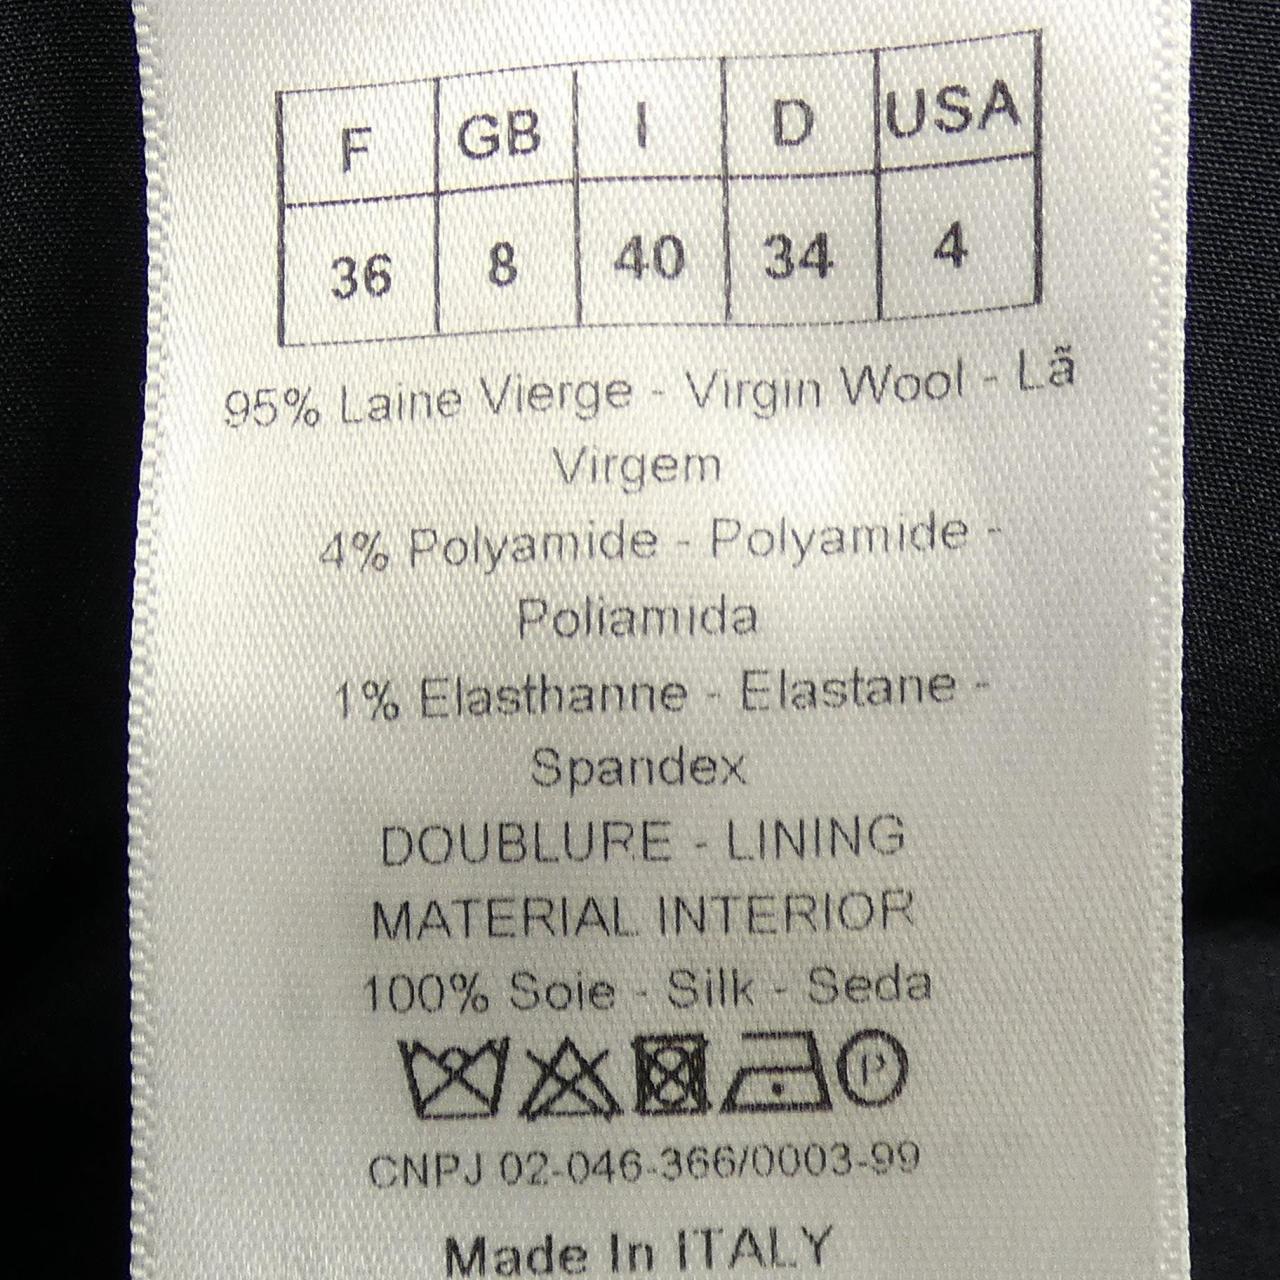 F GB I D USA
36 8 40 34 4
95% Laine Vierge - Virgin Wool - Lã
Virgem
4% Polyamide - Polyamide -
Poliamida
1% Elasthanne - Elastane -
Spandex
DOUBLURE - LINING
MATERIAL INTERIOR
100% Soie - Silk - Seda
P
CNPJ 02-046-366/0003-99
Made In ITALY